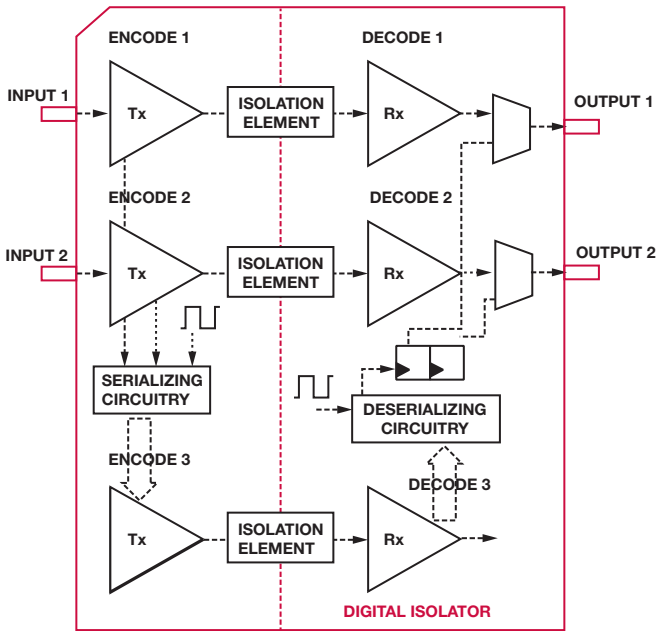 ENCODE 1
DECODE 1
INPUT 1
Tx
ISOLATION
ELEMENT
Rx
OUTPUT 1
ENCODE 2
DECODE 2
INPUT 2
Tx
ISOLATION
ELEMENT
Rx
OUTPUT 2
SERIALIZING
CIRCUITRY
DESERIALIZING
CIRCUITRY
ENCODE 3
DECODE 3
Tx
ISOLATION
ELEMENT
Rx
DIGITAL ISOLATOR